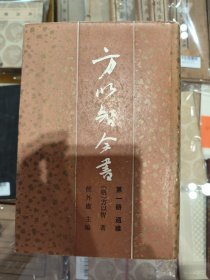 方以智全書
第一册 通雅
〔明〕方以智 著
侯外廬 主編